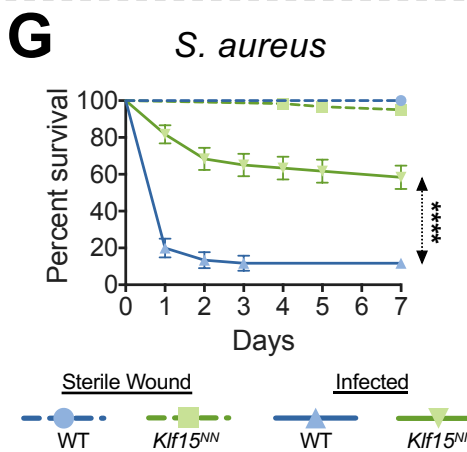 G
S. aureus
Percent survival
100
80
60
40
20
0
0 1 2 3 4 5 6 7
Days
****
Sterile Wound Infected
WT Klf15NN WT Klf15N